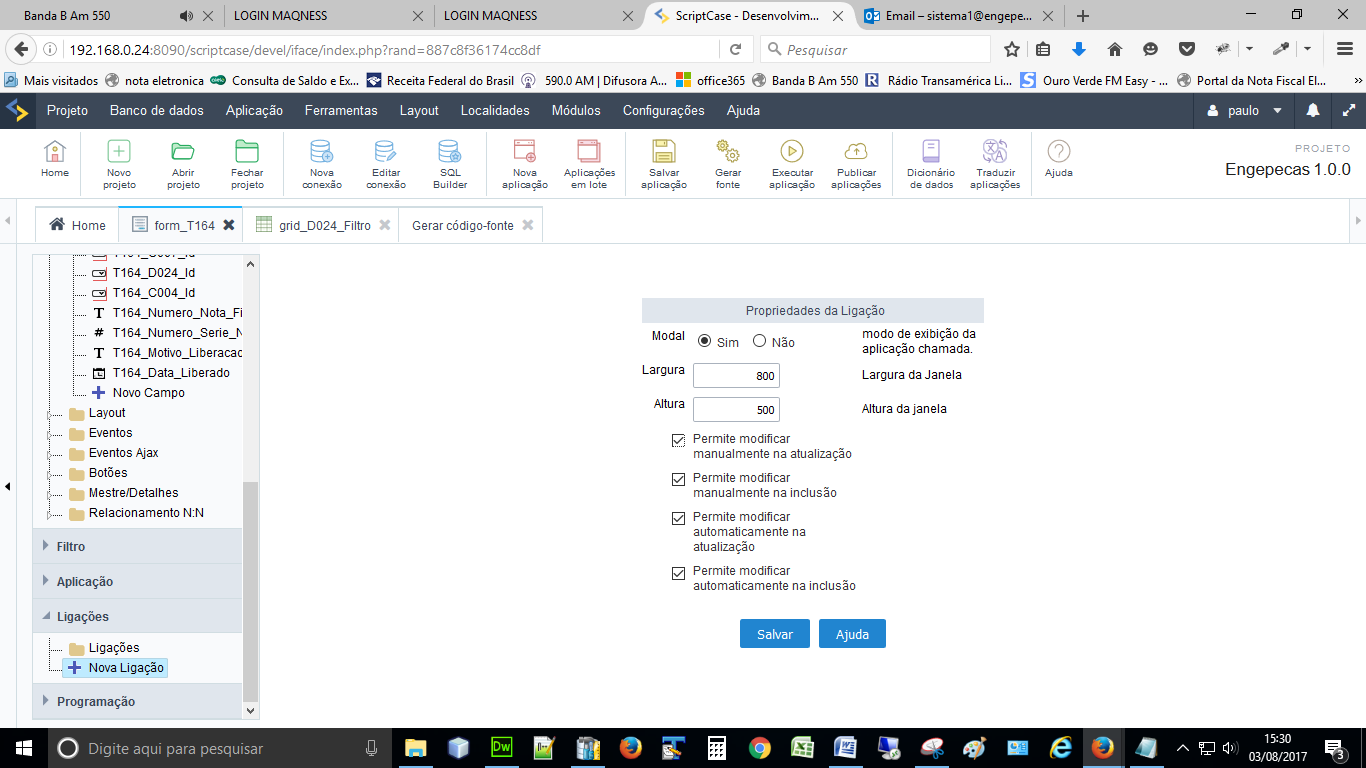 Banda B Am 550
LOGIN MAQNESS
LOGIN MAQNESS
ScriptCase - Desenvolvim...
Email – sistema1@engepe...
192.168.0.24:8090/scriptcase/devel/iface/index.php?rand=887c8f36174cc8df
Pesquisar
Mais visitados
nota eletronica
Consulta de Saldo e Ex...
Receita Federal do Brasil
590.0 AM | Difusora A...
office365
Banda B Am 550
Rádio Transamérica Li...
Ouro Verde FM Easy - ...
Portal da Nota Fiscal El...
Projeto
Banco de dados
Aplicação
Ferramentas
Layout
Localidades
Módulos
Configurações
Ajuda
paulo
Home
Novo
projeto
Abrir
projeto
Fechar
projeto
Nova
conexão
Editar
conexão
SQL
Builder
Nova
aplicação
Aplicações
em lote
Salvar
aplicação
Gerar
fonte
Executar
aplicação
Publicar
aplicações
Dicionário
de dados
Traduzir
aplicações
Ajuda
PROJETO
Engepecas 1.0.0
Home
form_T164
grid_D024_Filtro
Gerar código-fonte
T164_D024_Id
T164_C004_Id
T164_Numero_Nota_Fi
T164_Numero_Serie_N
T164_Motivo_Liberacao
T164_Data_Liberado
Novo Campo
Layout
Eventos
Eventos Ajax
Botões
Mestre/Detalhes
Relacionamento N:N
Filtro
Aplicação
Ligações
Ligações
Nova Ligação
Programação
Propriedades da Ligação
Modal
Sim
Não
modo de exibição da
aplicação chamada.
Largura
800
Largura da Janela
Altura
500
Altura da janela
Permite modificar
manualmente na atualização
Permite modificar
manualmente na inclusão
Permite modificar
automaticamente na
atualização
Permite modificar
automaticamente na inclusão
Salvar
Ajuda
Digite aqui para pesquisar
Dw
15:30
03/08/2017
3